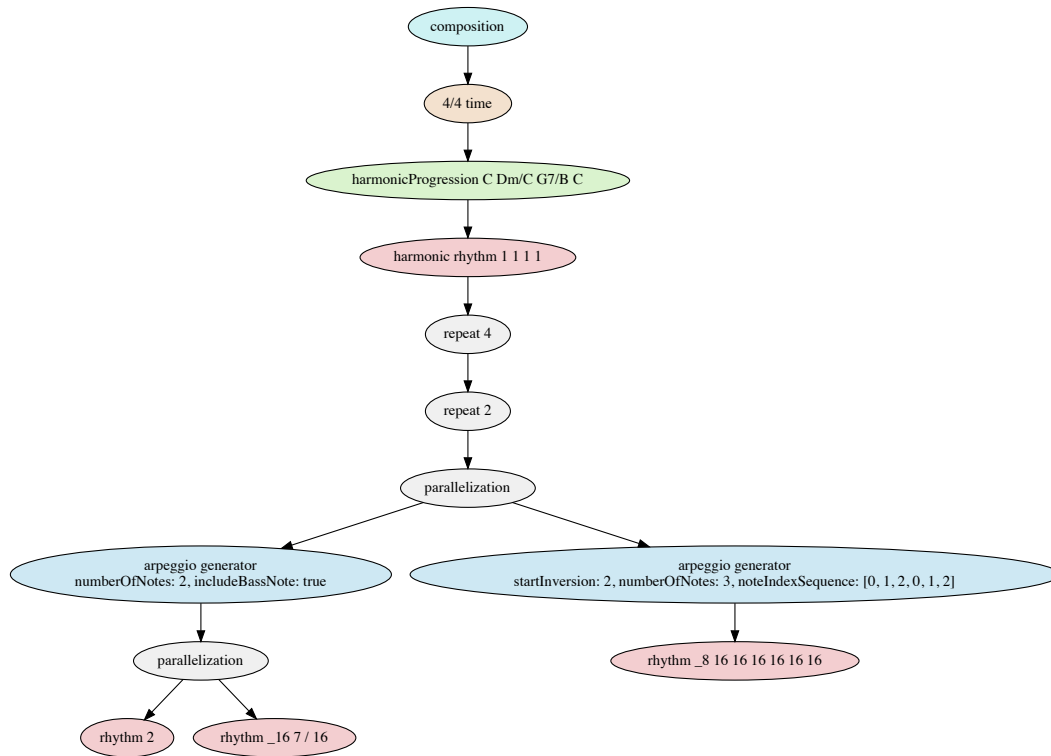 composition
4/4 time
harmonicProgression C Dm/C G7/B C
harmonic rhythm 1 1 1 1
repeat 4
repeat 2
parallelization
arpeggio generator
numberOfNotes: 2, includeBassNote: true
arpeggio generator
startInversion: 2, numberOfNotes: 3, noteIndexSequence: [0, 1, 2, 0, 1, 2]
parallelization
rhythm _8 16 16 16 16 16 16
rhythm 2
rhythm _16 7 / 16